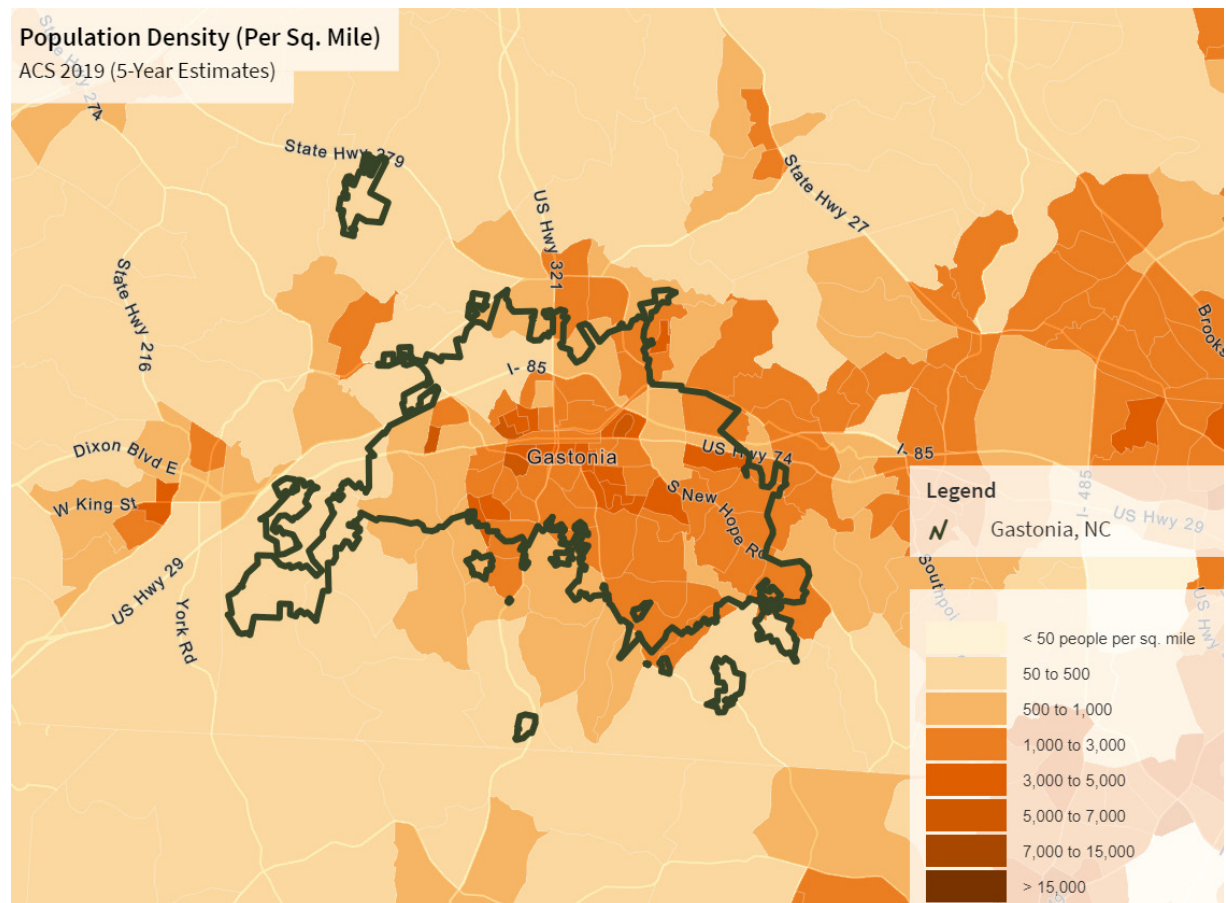 Population Density (Per Sq. Mile)
ACS 2019 (5-Year Estimates)
State Hwy 274
State Hwy 279
US Hwy 321
State Hwy 27
State Hwy 216
Brooks
I- 85
Dixon Blvd E
Gastonia
US Hwy 74
I- 85
W King St
S New Hope Rd
I- 485
US Hwy 29
US Hwy 29
York Rd
Southpo
US Hwy
Legend
Gastonia, NC
< 50 people per sq. mile
50 to 500
500 to 1,000
1,000 to 3,000
3,000 to 5,000
5,000 to 7,000
7,000 to 15,000
> 15,000